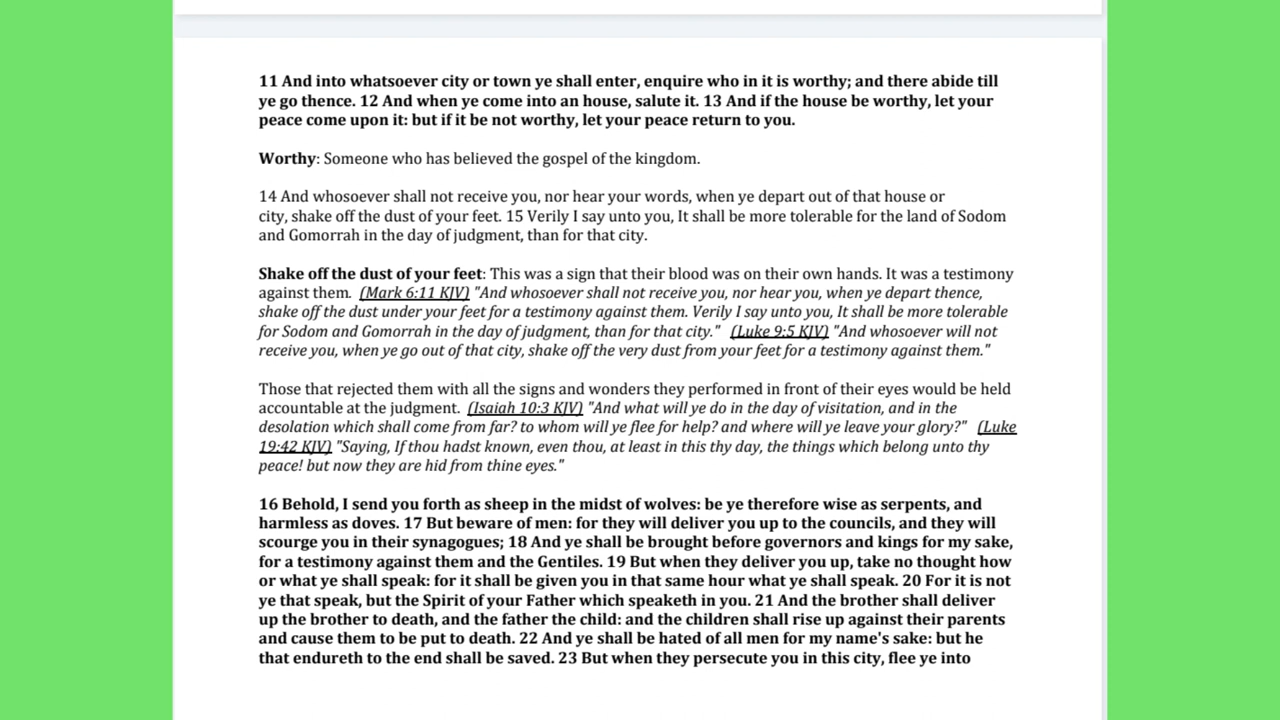 11 And into whatsoever city or town ye shall enter, enquire who in it is worthy; and there abide till
ye go thence. 12 And when ye come into an house, salute it. 13 And if the house be worthy, let your
peace come upon it: but if it be not worthy, let your peace return to you.
Worthy: Someone who has believed the gospel of the kingdom.
14 And whosoever shall not receive you, nor hear your words, when ye depart out of that house or
city, shake off the dust of your feet. 15 Verily I say unto you, It shall be more tolerable for the land of Sodom
and Gomorrah in the day of judgment, than for that city.
Shake off the dust of your feet: This was a sign that their blood was on their own hands. It was a testimony
against them. (Mark 6:11 KJV) "And whosoever shall not receive you, nor hear you, when ye depart thence,
shake off the dust under your feet for a testimony against them. Verily I say unto you, It shall be more tolerable
for Sodom and Gomorrah in the day of judgment, than for that city." (Luke 9:5 KJV) "And whosoever will not
receive you, when ye go out of that city, shake off the very dust from your feet for a testimony against them."
Those that rejected them with all the signs and wonders they performed in front of their eyes would be held
accountable at the judgment. (Isaiah 10:3 KJV) "And what will ye do in the day of visitation, and in the
desolation which shall come from far? to whom will ye flee for help? and where will ye leave your glory?" (Luke
19:42 KJV) "Saying, If thou hadst known, even thou, at least in this thy day, the things which belong unto thy
peace! but now they are hid from thine eyes."
16 Behold, I send you forth as sheep in the midst of wolves: be ye therefore wise as serpents, and
harmless as doves. 17 But beware of men: for they will deliver you up to the councils, and they will
scourge you in their synagogues; 18 And ye shall be brought before governors and kings for my sake,
for a testimony against them and the Gentiles. 19 But when they deliver you up, take no thought how
or what ye shall speak: for it shall be given you in that same hour what ye shall speak. 20 For it is not
ye that speak, but the Spirit of your Father which speaketh in you. 21 And the brother shall deliver
up the brother to death, and the father the child: and the children shall rise up against their parents
and cause them to be put to death. 22 And ye shall be hated of all men for my name's sake: but he
that endureth to the end shall be saved. 23 But when they persecute you in this city, flee ye into